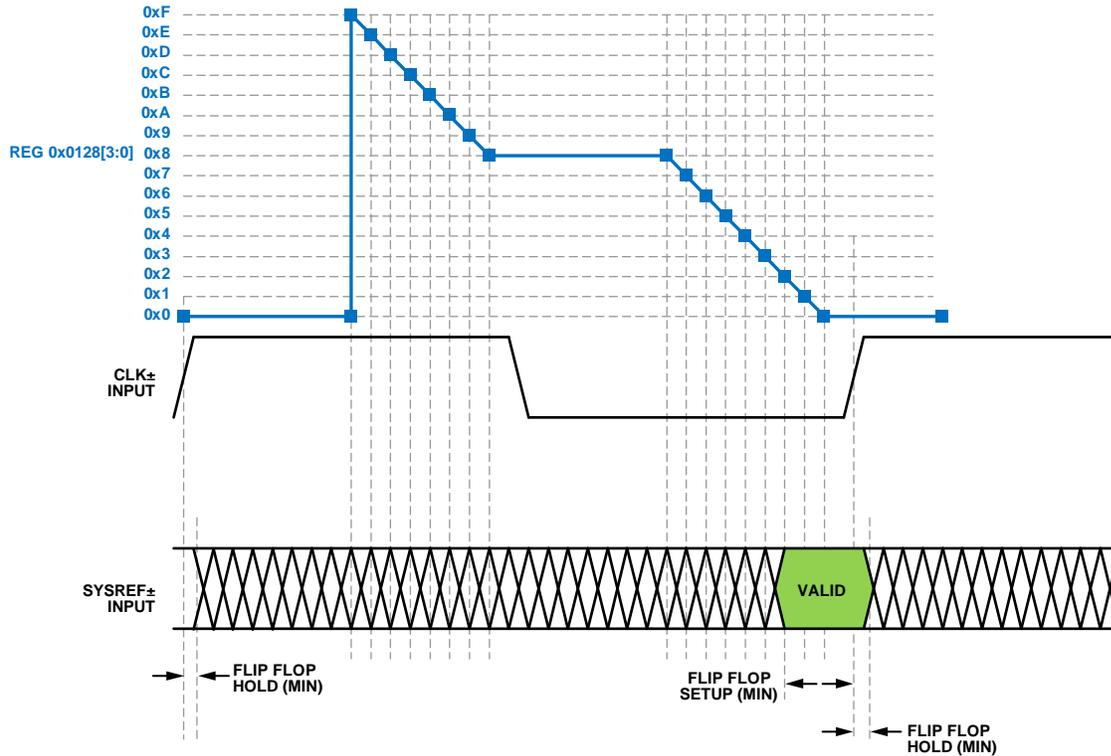 0xF
0xE
0xD
0xC
0xB
0xA
0x9
REG 0x0128[3:0] 0x8
0x7
0x6
0x5
0x4
0x3
0x2
0x1
0x0
CLK±
INPUT
SYSREF±
INPUT
VALID
FLIP FLOP
HOLD (MIN)
FLIP FLOP
SETUP (MIN)
FLIP FLOP
HOLD (MIN)